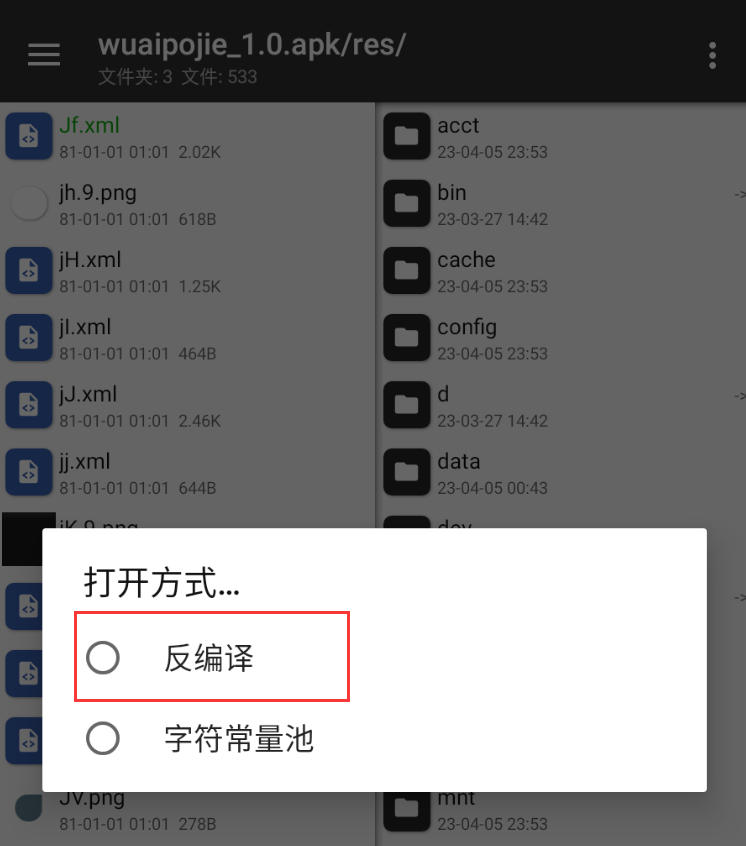 wuaipojie_1.0.apk/res/
文件夹: 3 文件: 533
Jf.xml
81-01-01 01:01 2.02K
jh.9.png
81-01-01 01:01 618B
jH.xml
81-01-01 01:01 1.25K
jI.xml
81-01-01 01:01 464B
jJ.xml
81-01-01 01:01 2.46K
jj.xml
81-01-01 01:01 644B
jK.9.png
acct
23-04-05 23:53
bin
->
23-03-27 14:42
cache
23-04-05 23:53
config
23-04-05 23:53
d
->
23-03-27 14:42
data
23-04-05 00:43
dev
->
打开方式...
反编译
字符常量池
JV.png
81-01-01 01:01 278B
mnt
23-04-05 23:53